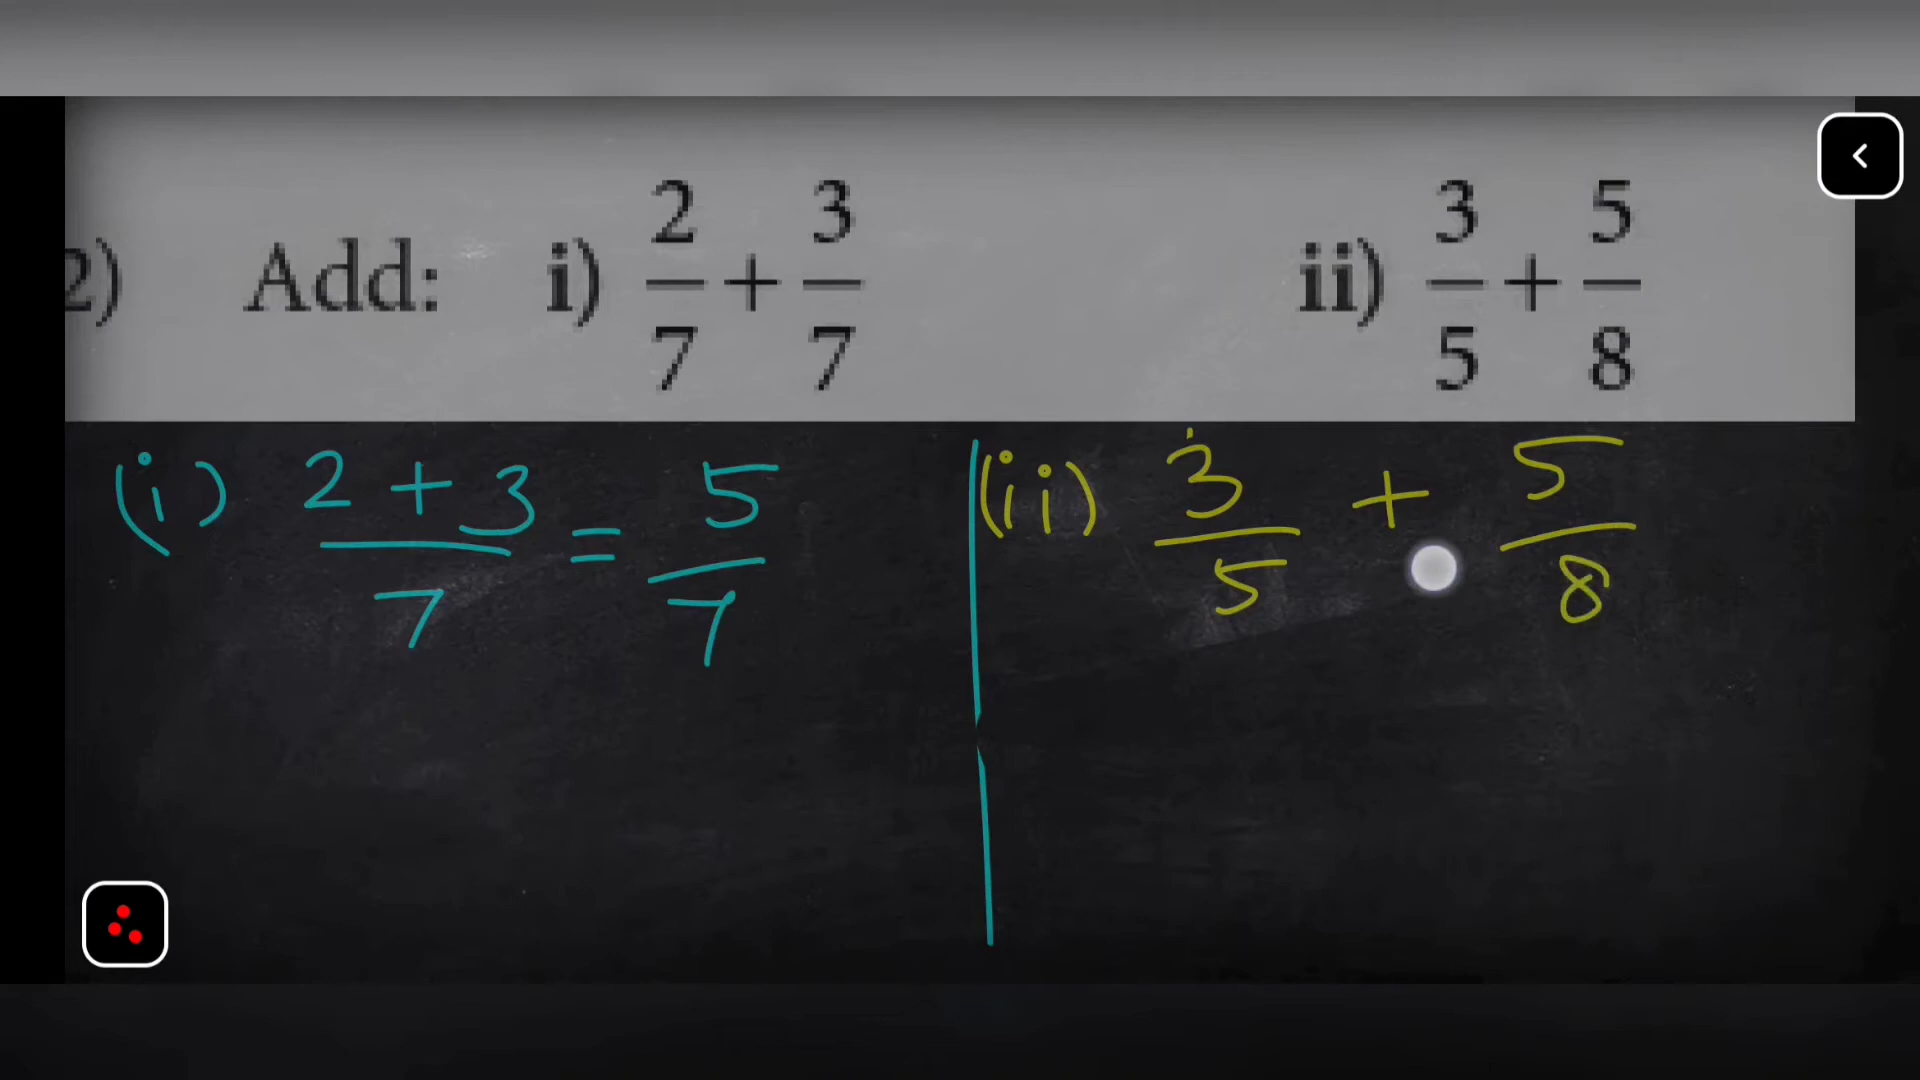 2) Add: i) 2/7 + 3/7 ii) 3/5 + 5/8
(i) 2 + 3/7 = 5/7
(ii) 3/5 + 5/8